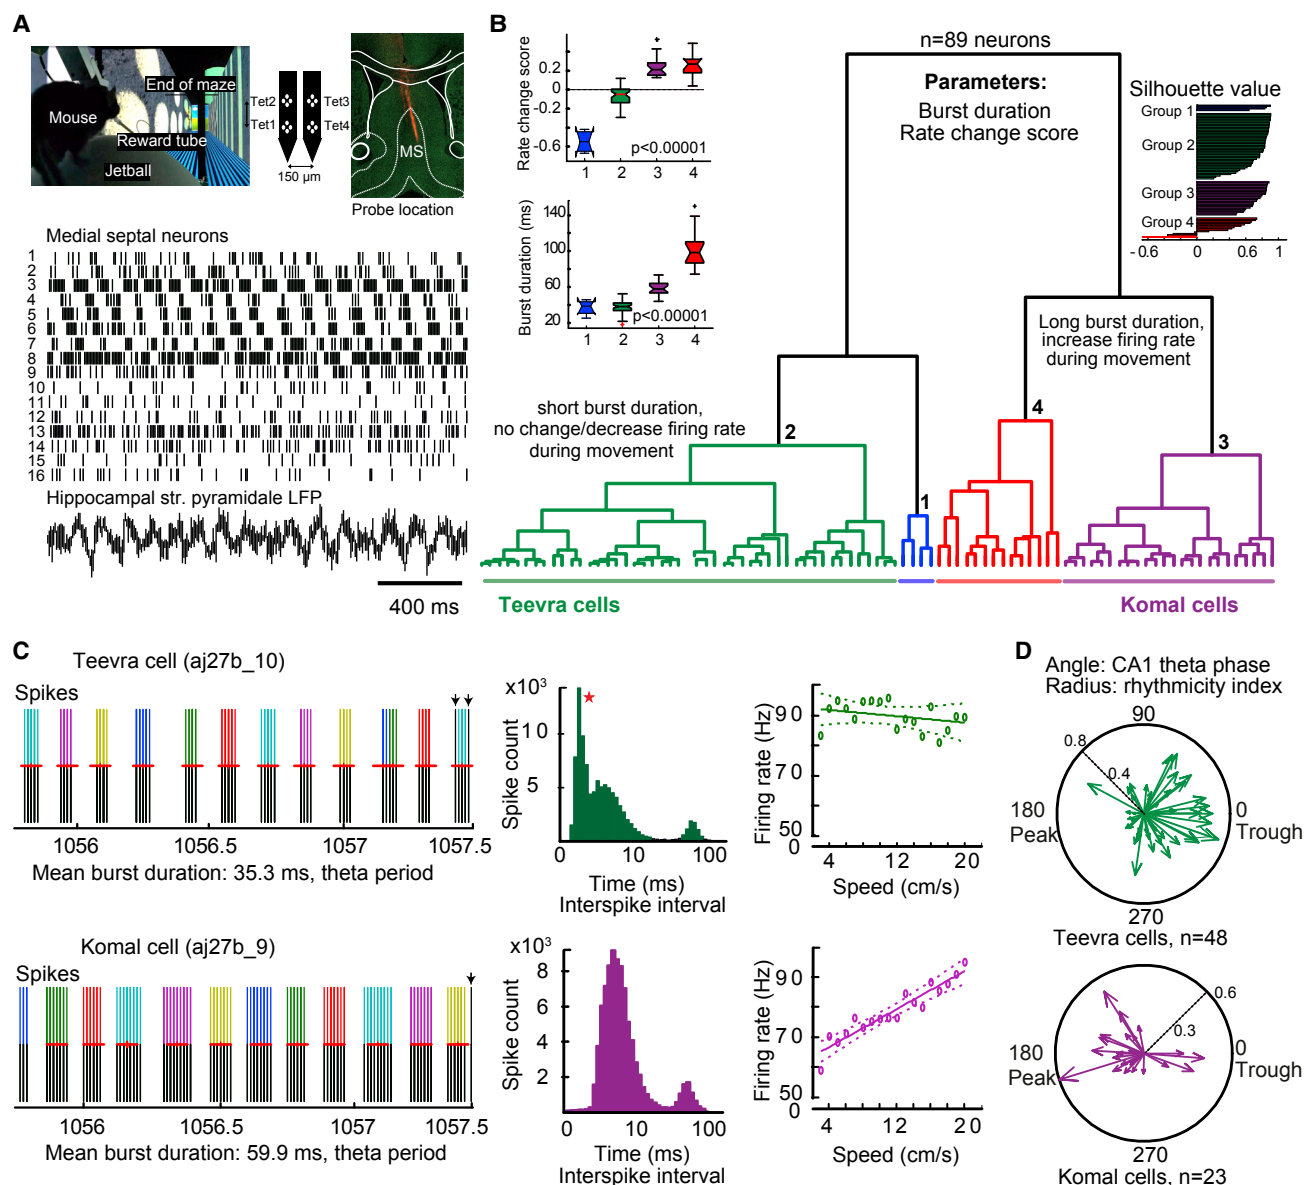 A
End of maze
Mouse
Reward tube
Jetball
Tet2
Tet3
Tet1
Tet4
150 µm
MS
Probe location
Medial septal neurons
1
2
3
4
5
6
7
8
9
10
11
12
13
14
15
16
Hippocampal str. pyramidale LFP
400 ms
B
Rate change score
0.2
0
-0.2
-0.6
p<0.00001
1 2 3 4
Burst duration (ms)
140
100
60
20
p<0.00001
1 2 3 4
n=89 neurons
Parameters:
Burst duration
Rate change score
Silhouette value
Group 1
Group 2
Group 3
Group 4
-0.6 0 0.6 1
Long burst duration,
increase firing rate
during movement
short burst duration,
no change/decrease firing rate
during movement
2
1
4
3
Teevra cells
Komal cells
C
Teevra cell (aj27b_10)
Spikes
1056 1056.5 1057 1057.5
Mean burst duration: 35.3 ms, theta period
x10³
10
5
Spike count
0 10 100
Time (ms)
Interspike interval
Firing rate (Hz)
90
70
50
0
4 12 20
Speed (cm/s)
Komal cell (aj27b_9)
Spikes
1056 1056.5 1057 1057.5
Mean burst duration: 59.9 ms, theta period
x10³
8
6
4
2
Spike count
0 10 100
Time (ms)
Interspike interval
Firing rate (Hz)
90
70
50
0
4 12 20
Speed (cm/s)
D
Angle: CA1 theta phase
Radius: rhythmicity index
90
0.8
0.4
180
Peak
0
Trough
270
Teevra cells, n=48
0.6
0.3
180
Peak
0
Trough
270
Komal cells, n=23